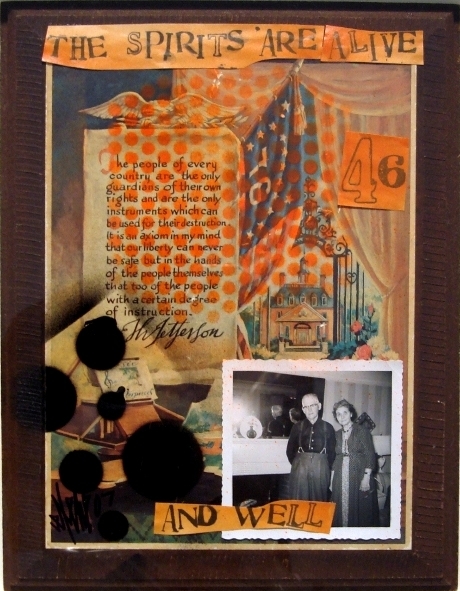 THE SPIRITS ARE ALIVE
46
The people of every
country are the only
guardians of their own
rights and are the only
instruments which can
be used for their destruction.
It is an axiom in my mind
that our liberty can never
be safe but in the hands
of the people themselves
that too of the people
with a certain degree
of instruction.
Th Jefferson
AND WELL